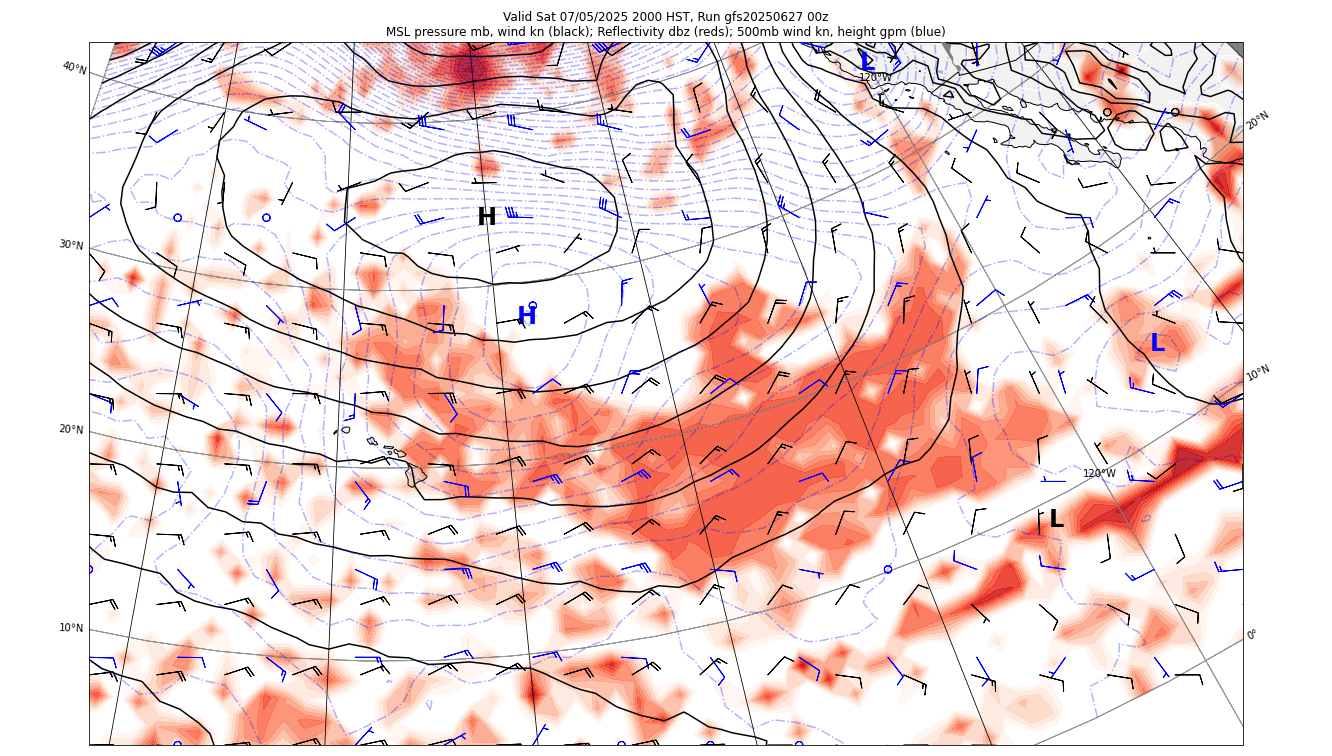 Valid Sat 07/05/2025 2000 HST, Run gfs20250627 00z
MSL pressure mb, wind kn (black); Reflectivity dbz (reds); 500mb wind kn, height gpm (blue)
40°N
L
120°W
20°N
H
30°N
H
L
10°N
20°N
120°W
L
10°N
0°